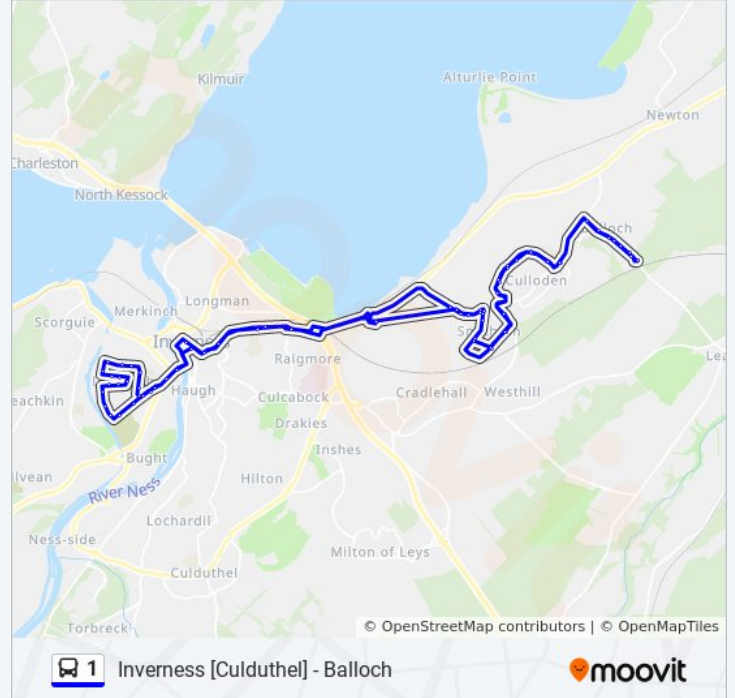 Kilmuir
Alturlie Point
Newton
Charleston
North Kessock
Culloden
Longman
Merkinch
Scorguie
Raigmore
Haugh
Cradlehall
Westhill
Culcabock
Drakies
Bught
Inshes
Hilton
River Ness
Lochardil
Ness-side
Milton of Leys
Culduthel
Torbreck
© OpenStreetMap contributors | © OpenMapTiles
1 Inverness [Culduthel] - Balloch
moovit